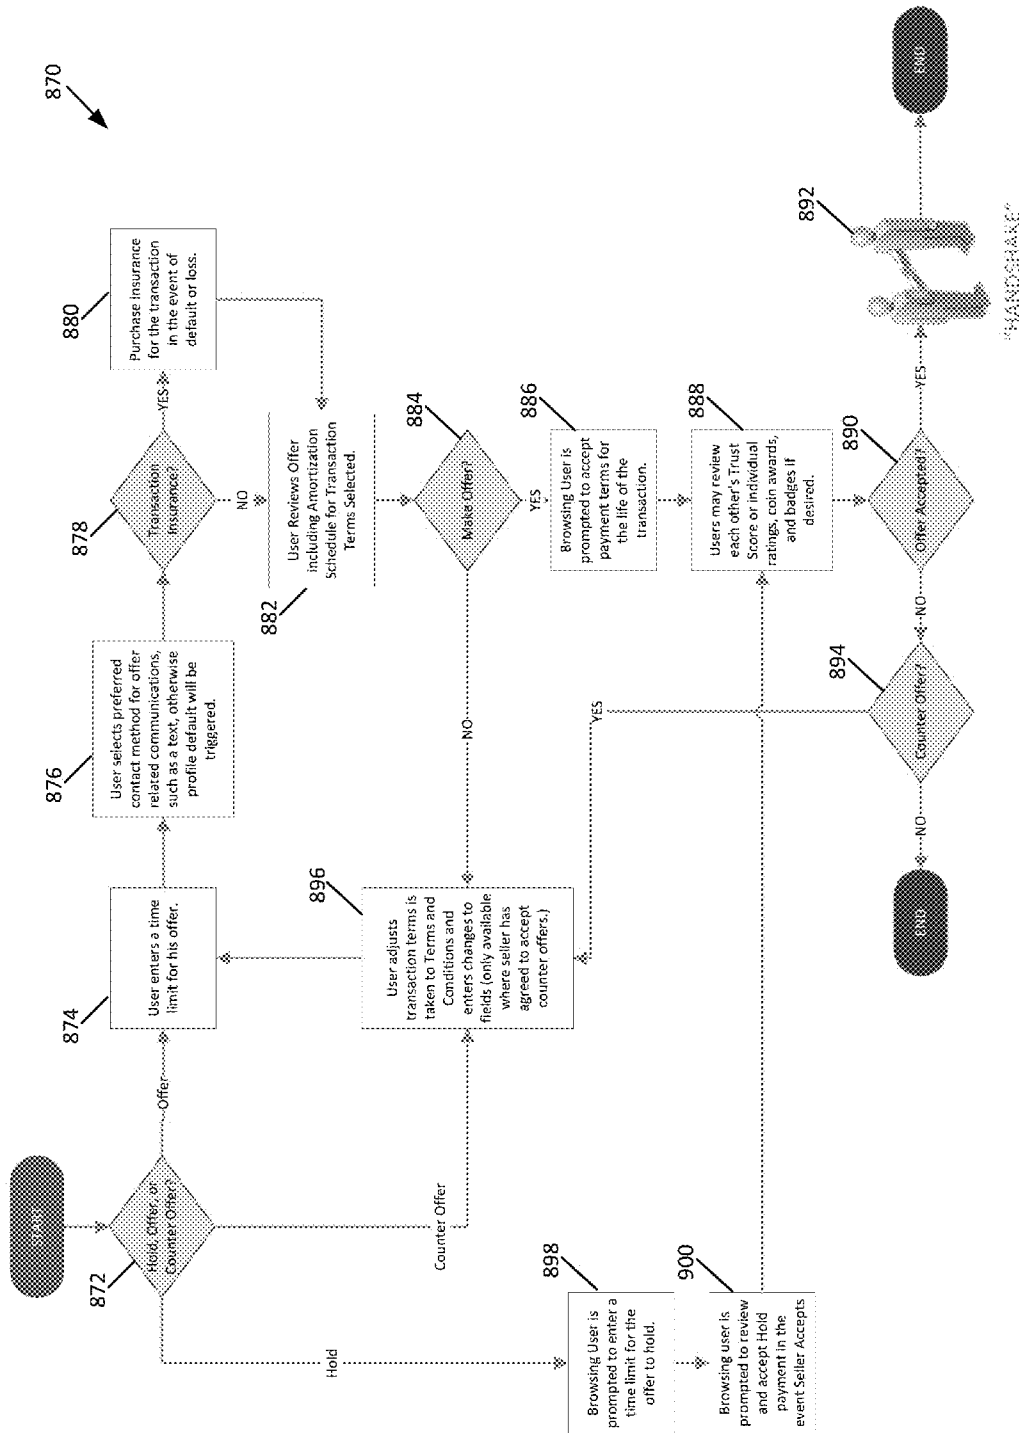 870
872
Hold, Offer, or
Counter Offer?
Offer
Counter Offer
Hold
874
User enters a time
limit for his offer.
876
User selects preferred
contact method for offer
related communications,
such as a text, otherwise
profile default will be
triggered.
878
Transaction
Insurance?
YES
NO
880
Purchase Insurance
for the transaction
in the event of
default or loss.
882
User Reviews Offer
including Amortization
Schedule for Transaction
Terms Selected.
884
Make Offer?
NO
YES
886
Browsing User is
prompted to accept
payment terms for
the life of the
transaction.
896
User adjusts
transaction terms is
taken to Terms and
Conditions and
enters changes to
fields (only available
where seller has
agreed to accept
counter offers.)
898
Browsing User is
prompted to enter a
time limit for the
offer to hold.
900
Browsing user is
prompted to review
and accept Hold
payment in the
event Seller Accepts
888
Users may review
each other's Trust
Score or individual
ratings, coin awards,
and badges if
desired.
890
Offer Accepted?
YES
NO
892
"HANDSHAKE"
END
894
Counter Offer?
YES
NO
END